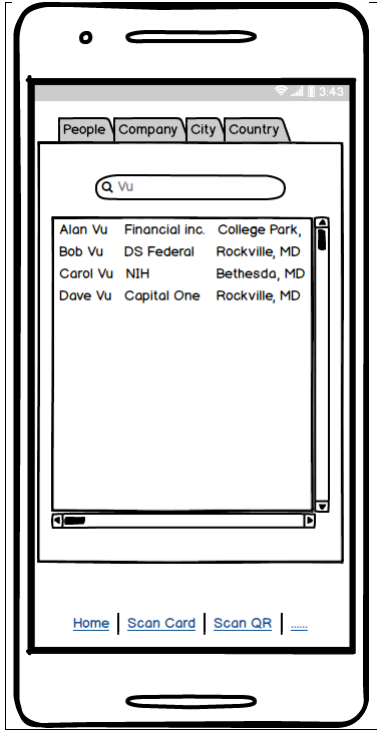 3:43
People Company City Country
Vu
Alan Vu Financial inc. College Park,
Bob Vu DS Federal Rockville, MD
Carol Vu NIH Bethesda, MD
Dave Vu Capital One Rockville, MD
Home Scan Card Scan QR ......